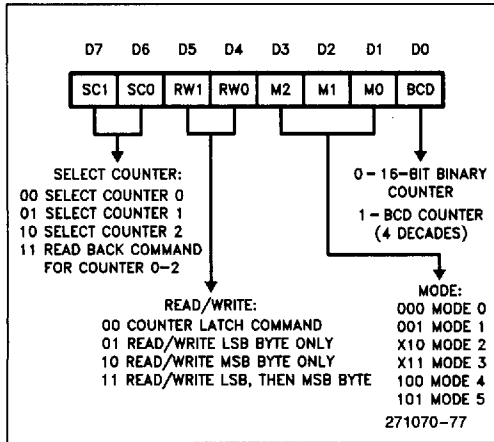 D7 D6 D5 D4 D3 D2 D1 D0
SC1 SC0 RW1 RW0 M2 M1 M0 BCD
SELECT COUNTER:
00 SELECT COUNTER 0
01 SELECT COUNTER 1
10 SELECT COUNTER 2
11 READ BACK COMMAND
FOR COUNTER 0-2
0-16-BIT BINARY
COUNTER
1-BCD COUNTER
(4 DECADES)
READ/WRITE:
00 COUNTER LATCH COMMAND
01 READ/WRITE LSB BYTE ONLY
10 READ/WRITE MSB BYTE ONLY
11 READ/WRITE LSB, THEN MSB BYTE
MODE:
000 MODE 0
001 MODE 1
X10 MODE 2
X11 MODE 3
100 MODE 4
101 MODE 5
271070-77